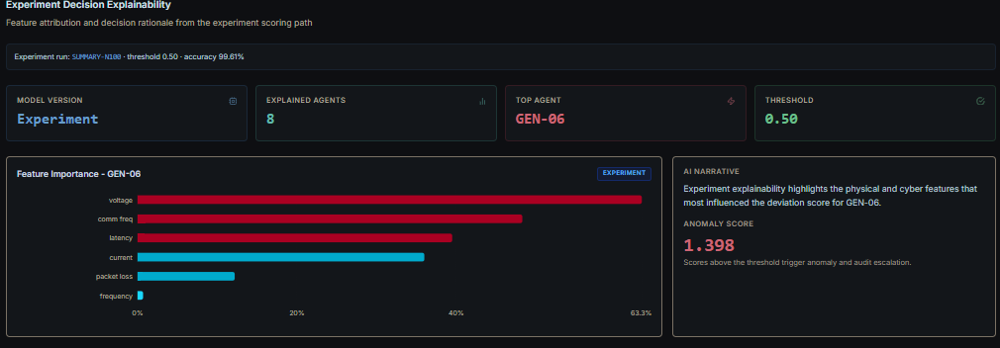 Experiment Decision Explainability
Feature attribution and decision rationale from the experiment scoring path
Experiment run: SUMMARY-N100 · threshold 0.50 · accuracy 99.61%
MODEL VERSION
Experiment
EXPLAINED AGENTS
8
TOP AGENT
GEN-06
THRESHOLD
0.50
Feature Importance - GEN-06
EXPERIMENT
voltage
comm freq
latency
current
packet loss
frequency
0%
20%
40%
63.3%
AI NARRATIVE
Experiment explainability highlights the physical and cyber features that
most influenced the deviation score for GEN-06.
ANOMALY SCORE
1.398
Scores above the threshold trigger anomaly and audit escalation.